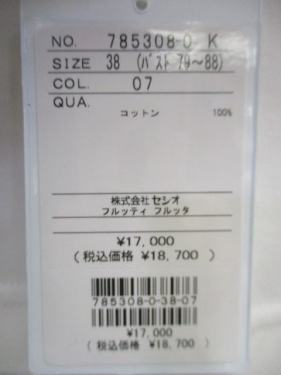 NO. 785308-0 K
SIZE 38 (バスト 79~88)
COL. 07
QUA.
コットン 100%
株式会社 セシオ
フルッティ フルッタ
¥17,000
(税込価格 ¥18,700)
785308-0-38-07
¥17,000
(税込価格 ¥18,700)